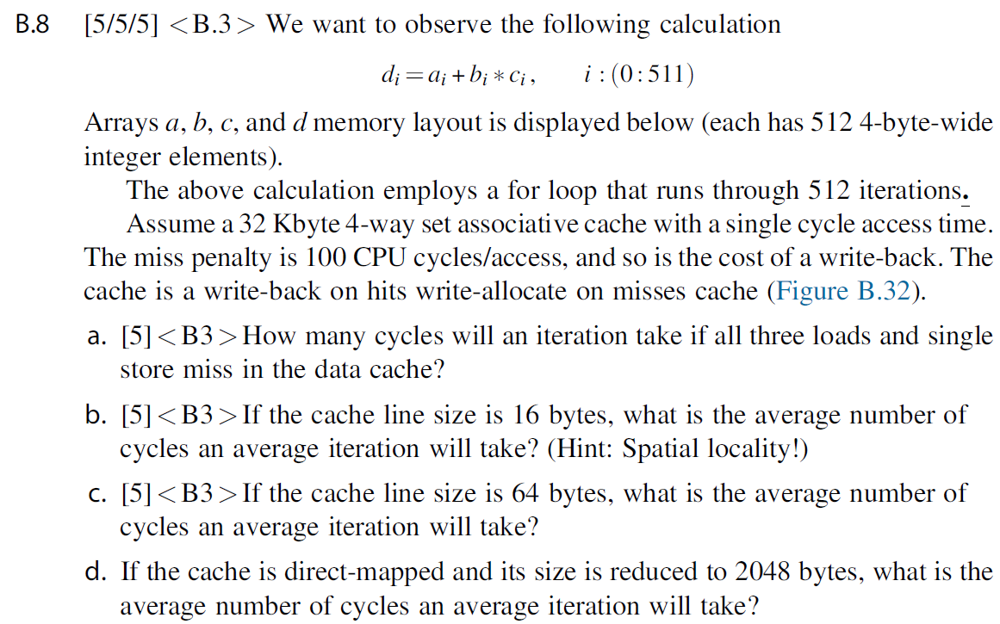 B.8 [5/5/5] <B.3> We want to observe the following calculation
dᵢ = aᵢ + bᵢ * cᵢ, i : (0 : 511)
Arrays a, b, c, and d memory layout is displayed below (each has 512 4-byte-wide
integer elements).
The above calculation employs a for loop that runs through 512 iterations.
Assume a 32 Kbyte 4-way set associative cache with a single cycle access time.
The miss penalty is 100 CPU cycles/access, and so is the cost of a write-back. The
cache is a write-back on hits write-allocate on misses cache (Figure B.32).
a. [5]<B3>How many cycles will an iteration take if all three loads and single
store miss in the data cache?
b. [5]<B3>If the cache line size is 16 bytes, what is the average number of
cycles an average iteration will take? (Hint: Spatial locality!)
c. [5]<B3>If the cache line size is 64 bytes, what is the average number of
cycles an average iteration will take?
d. If the cache is direct-mapped and its size is reduced to 2048 bytes, what is the
average number of cycles an average iteration will take?